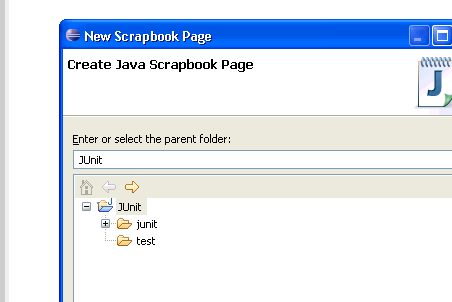 New Scrapbook Page
Create Java Scrapbook Page
J
Enter or select the parent folder:
JUnit
JUnit
junit
test